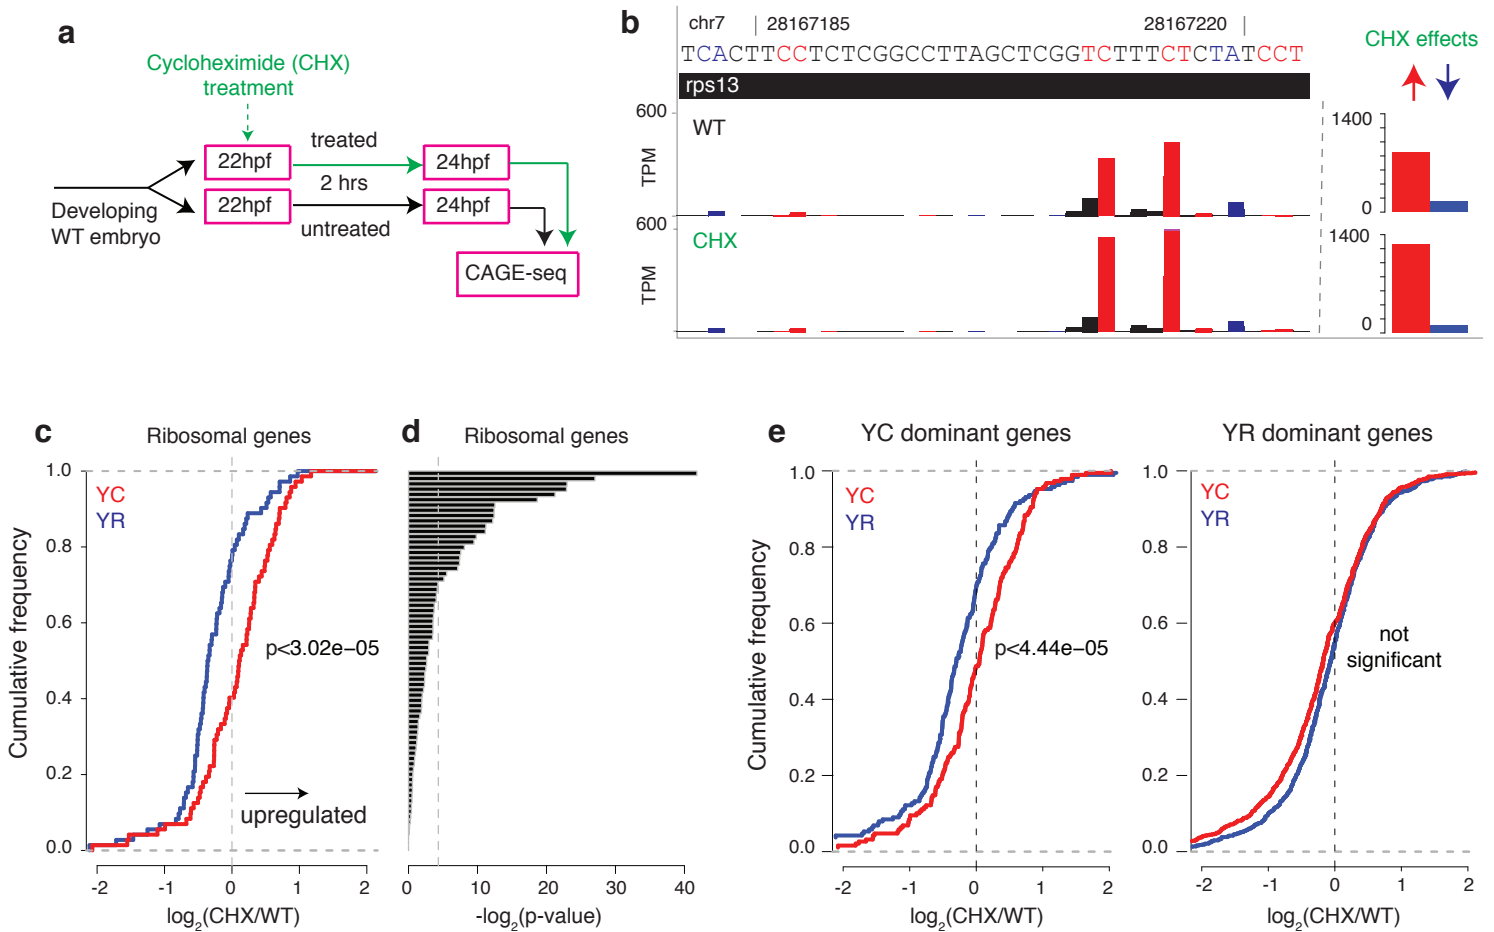 a
Cycloheximide (CHX)
treatment
22hpf
treated
24hpf
2 hrs
22hpf
untreated
24hpf
Developing
WT embryo
CAGE-seq
b
chr7
28167185
28167220
TCACTTCCTCTCGGCCTTAGCTCGGTCTTTCTCTATCCT
rps13
600
WT
TPM
600
CHX
TPM
CHX effects
1400
0
1400
0
c
Ribosomal genes
YC
YR
1.0
0.8
0.6
0.4
0.2
0.0
Cumulative frequency
p<3.02e−05
upregulated
-2
-1
0
1
2
log2(CHX/WT)
d
Ribosomal genes
0
10
20
30
40
-log2(p-value)
e
YC dominant genes
YC
YR
1.0
0.8
0.6
0.4
0.2
0.0
Cumulative frequency
p<4.44e−05
-2
-1
0
1
2
log2(CHX/WT)
YR dominant genes
YC
YR
1.0
0.8
0.6
0.4
0.2
0.0
not
significant
-2
-1
0
1
2
log2(CHX/WT)